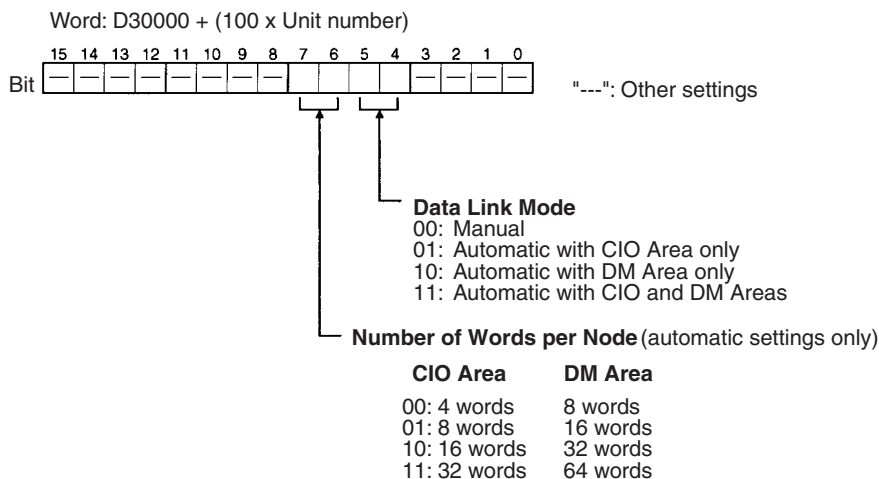 Word: D30000 + (100 x Unit number)
15 14 13 12 11 10 9 8 7 6 5 4 3 2 1 0
Bit — — — — — — — — — — — — "---": Other settings
Data Link Mode
00: Manual
01: Automatic with CIO Area only
10: Automatic with DM Area only
11: Automatic with CIO and DM Areas
Number of Words per Node (automatic settings only)
CIO Area DM Area
00: 4 words 8 words
01: 8 words 16 words
10: 16 words 32 words
11: 32 words 64 words